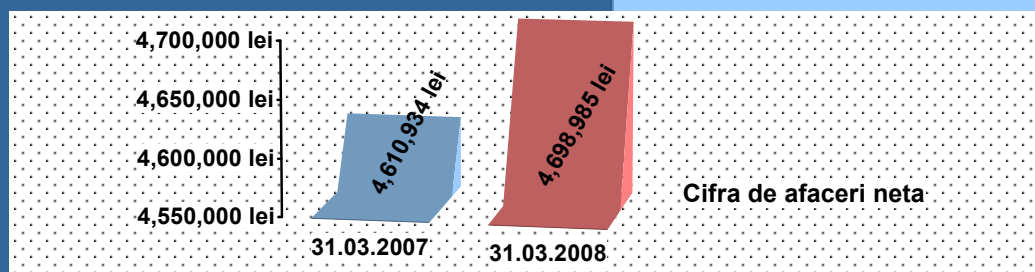 4,700,000 lei
4,650,000 lei
4,600,000 lei
4,550,000 lei
4,610,934 lei
4,698,985 lei
31.03.2007
31.03.2008
Cifra de afaceri neta